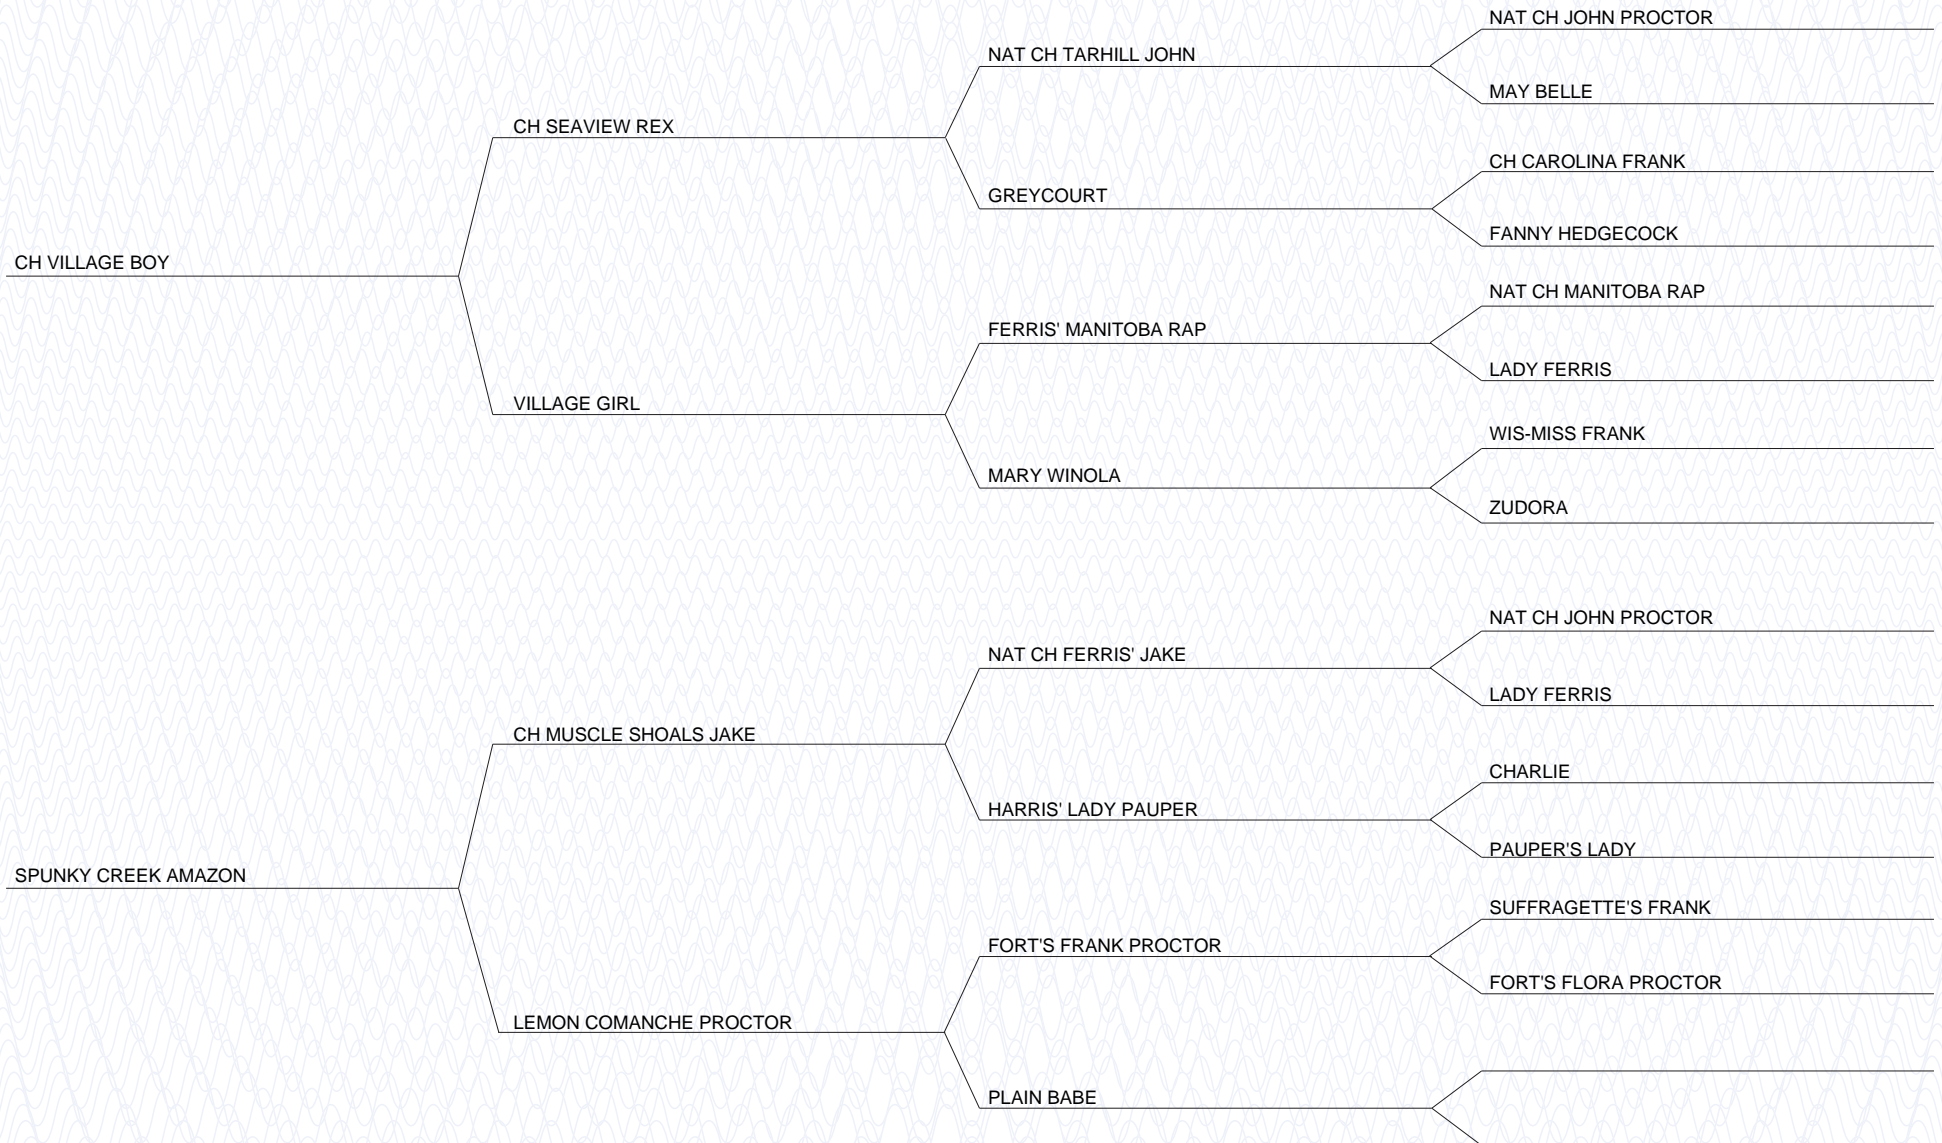 NAT CH JOHN PROCTOR
NAT CH TARHILL JOHN
MAY BELLE
CH SEAVIEW REX
CH CAROLINA FRANK
GREYCOURT
FANNY HEDGECOCK
CH VILLAGE BOY
NAT CH MANITOBA RAP
FERRIS' MANITOBA RAP
LADY FERRIS
VILLAGE GIRL
WIS-MISS FRANK
MARY WINOLA
ZUDORA
NAT CH JOHN PROCTOR
NAT CH FERRIS' JAKE
LADY FERRIS
CH MUSCLE SHOALS JAKE
CHARLIE
HARRIS' LADY PAUPER
PAUPER'S LADY
SPUNKY CREEK AMAZON
SUFFRAGETTE'S FRANK
FORT'S FRANK PROCTOR
FORT'S FLORA PROCTOR
LEMON COMANCHE PROCTOR
PLAIN BABE